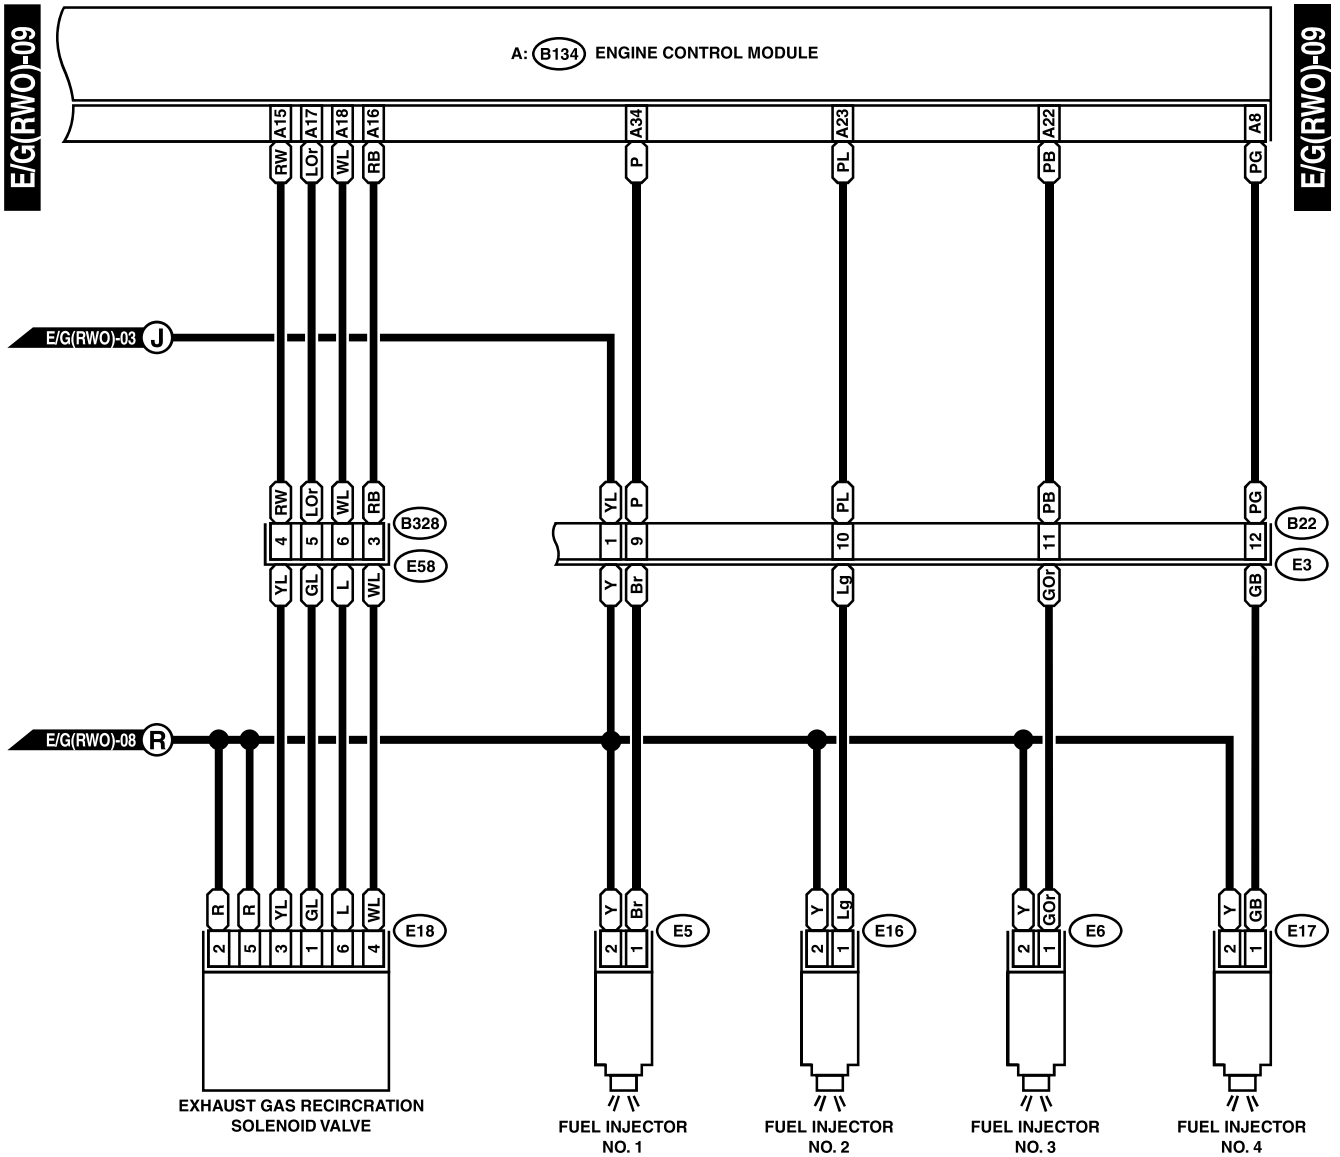 E/G(RWO)-09
E/G(RWO)-09
A: B134 ENGINE CONTROL MODULE
A15 A17 A18 A16 A34 A23 A22 A8
RW LOr WL RB P PL PB PG
E/G(RWO)-03 J
RW LOr WL RB YL P PL PB PG
B328 B22
4 5 6 3 1 9 10 11 12
E58 E3
YL GL L WL Y Br Lg GOr GB
E/G(RWO)-08 R
R R YL GL L WL Y Br Y Lg Y GOr Y GB
E18 E5 E16 E6 E17
2 5 3 1 6 4 2 1 2 1 2 1 2 1
EXHAUST GAS RECIRCRATION
SOLENOID VALVE
FUEL INJECTOR
NO. 1
FUEL INJECTOR
NO. 2
FUEL INJECTOR
NO. 3
FUEL INJECTOR
NO. 4